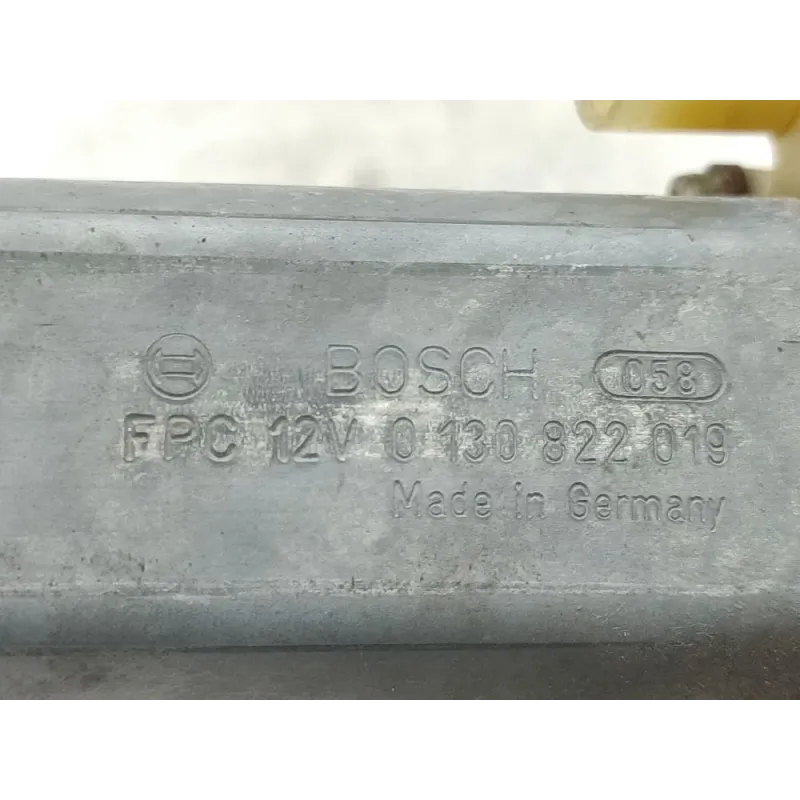 BOSCH 058
FPC 12V 0 130 822 019
Made in Germany